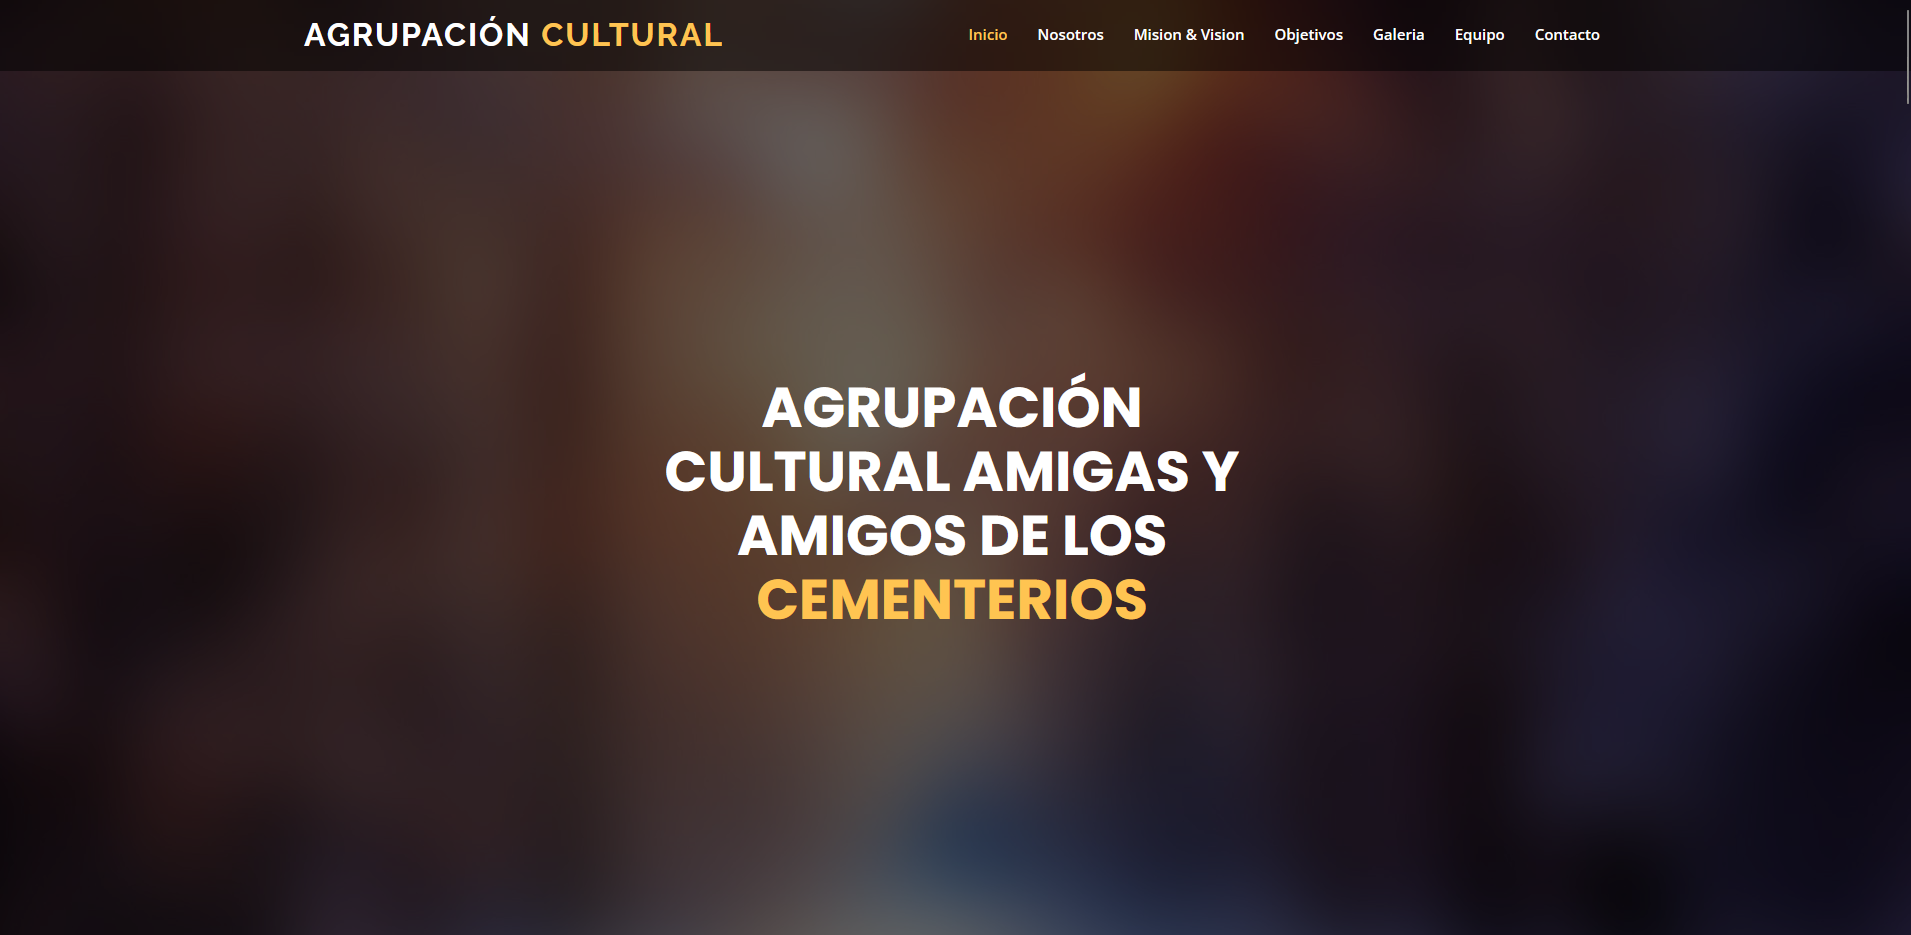 AGRUPACIÓN CULTURAL
Inicio Nosotros Mision & Vision Objetivos Galeria Equipo Contacto
AGRUPACIÓN
CULTURAL AMIGAS Y
AMIGOS DE LOS
CEMENTERIOS